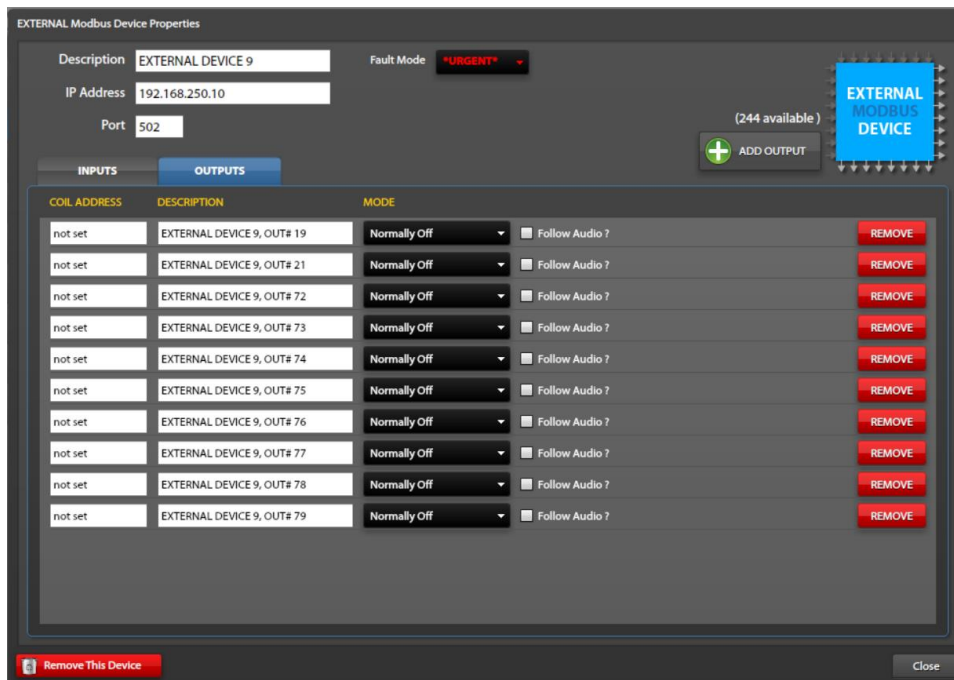 EXTERNAL Modbus Device Properties
Description EXTERNAL DEVICE 9 Fault Mode *URGENT*
IP Address 192.168.250.10
Port 502
(244 available )
ADD OUTPUT
EXTERNAL
MODBUS
DEVICE
INPUTS OUTPUTS
COIL ADDRESS DESCRIPTION MODE
not set EXTERNAL DEVICE 9, OUT# 19 Normally Off Follow Audio ? REMOVE
not set EXTERNAL DEVICE 9, OUT# 21 Normally Off Follow Audio ? REMOVE
not set EXTERNAL DEVICE 9, OUT# 72 Normally Off Follow Audio ? REMOVE
not set EXTERNAL DEVICE 9, OUT# 73 Normally Off Follow Audio ? REMOVE
not set EXTERNAL DEVICE 9, OUT# 74 Normally Off Follow Audio ? REMOVE
not set EXTERNAL DEVICE 9, OUT# 75 Normally Off Follow Audio ? REMOVE
not set EXTERNAL DEVICE 9, OUT# 76 Normally Off Follow Audio ? REMOVE
not set EXTERNAL DEVICE 9, OUT# 77 Normally Off Follow Audio ? REMOVE
not set EXTERNAL DEVICE 9, OUT# 78 Normally Off Follow Audio ? REMOVE
not set EXTERNAL DEVICE 9, OUT# 79 Normally Off Follow Audio ? REMOVE
Remove This Device Close